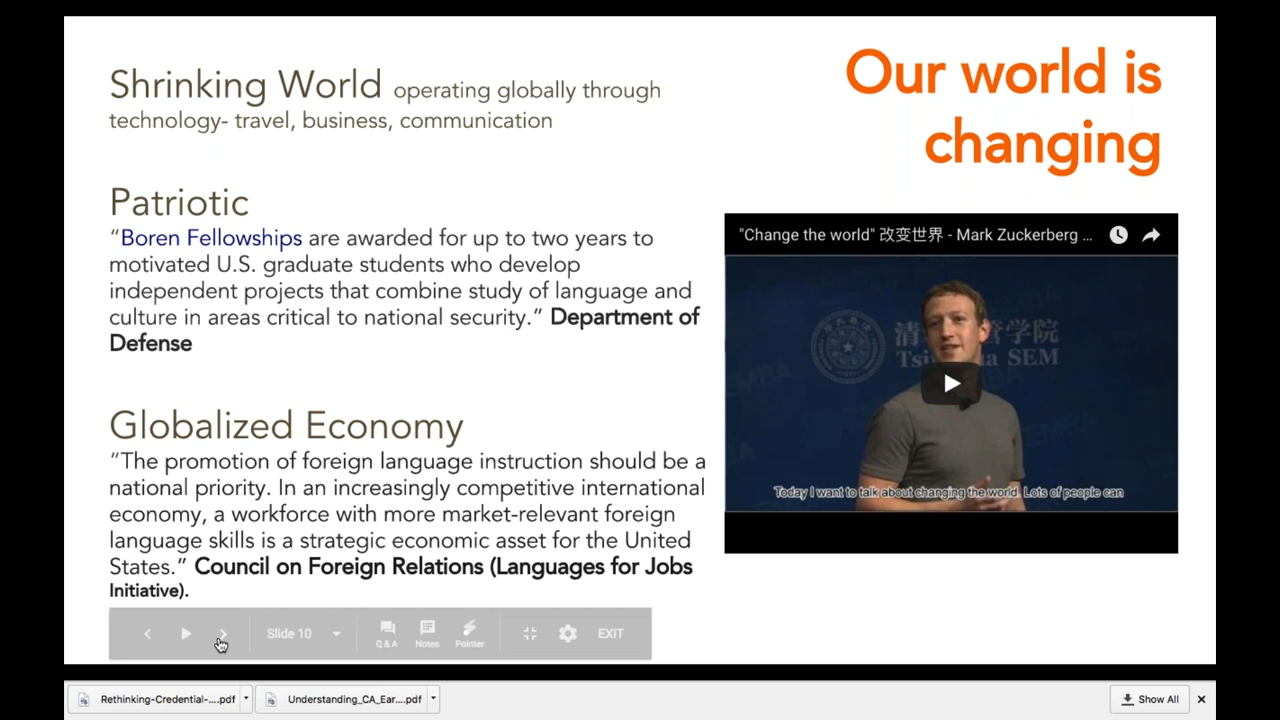 Shrinking World operating globally through
technology- travel, business, communication
Our world is
changing
Patriotic
“Boren Fellowships are awarded for up to two years to
motivated U.S. graduate students who develop
independent projects that combine study of language and
culture in areas critical to national security.” Department of
Defense
Globalized Economy
“The promotion of foreign language instruction should be a
national priority. In an increasingly competitive international
economy, a workforce with more market-relevant foreign
language skills is a strategic economic asset for the United
States.” Council on Foreign Relations (Languages for Jobs
Initiative).
"Change the world" 改变世界 - Mark Zuckerberg ...
清 管学院
SEM
Today I want to talk about changing the world. Lots of people can
Slide 10
Q & A
Notes
Pointer
EXIT
Rethinking-Credential-....pdf
Understanding_CA_Ear....pdf
Show All